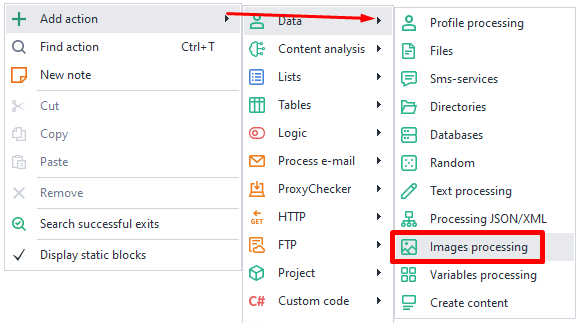 Add action
Find action Ctrl+T
New note
Cut
Copy
Paste
Remove
Search successful exits
Display static blocks
Data
Content analysis
Lists
Tables
Logic
Process e-mail
ProxyChecker
GET HTTP
FTP
Project
C# Custom code
Profile processing
Files
Sms-services
Directories
Databases
Random
Text processing
Processing JSON/XML
Images processing
Variables processing
Create content